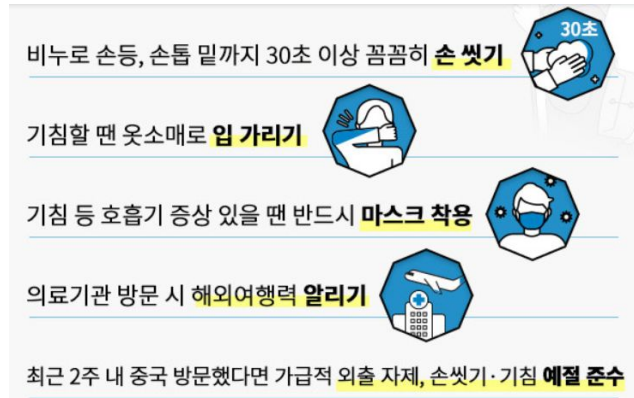 30초
비누로 손등, 손톱 밑까지 30초 이상 꼼꼼히 손 씻기
기침할 땐 옷소매로 입 가리기
기침 등 호흡기 증상 있을 땐 반드시 마스크 착용
의료기관 방문 시 해외여행력 알리기
최근 2주 내 중국 방문했다면 가급적 외출 자제, 손씻기·기침 예절 준수